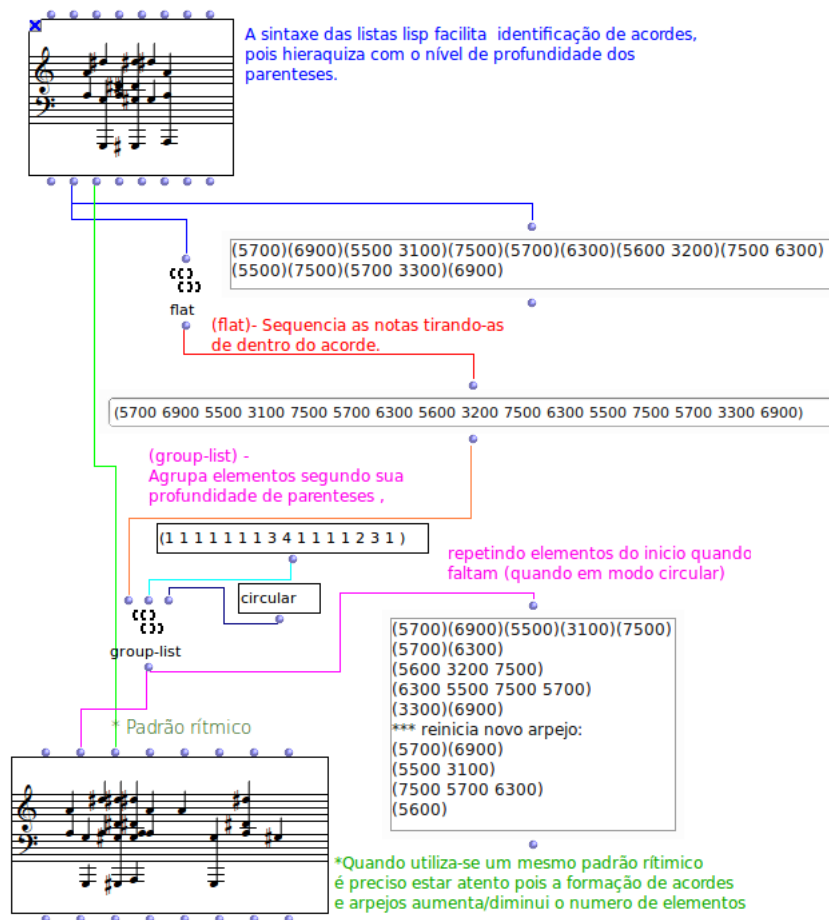 A sintaxe das listas lisp facilita  identificação de acordes,
pois hieraquiza com o nível de profundidade dos
parenteses.
(5700)(6900)(5500 3100)(7500)(5700)(6300)(5600 3200)(7500 6300)
(5500)(7500)(5700 3300)(6900)
flat
(flat)- Sequencia as notas tirando-as
de dentro do acorde.
(5700 6900 5500 3100 7500 5700 6300 5600 3200 7500 6300 5500 7500 5700 3300 6900)
(group-list) -
Agrupa elementos segundo sua
profundidade de parenteses ,
(1 1 1 1 1 1 1 3 4 1 1 1 1 2 3 1 )
repetindo elementos do inicio quando
faltam (quando em modo circular)
circular
group-list
(5700)(6900)(5500)(3100)(7500)
(5700)(6300)
(5600 3200 7500)
(6300 5500 7500 5700)
(3300)(6900)
*** reinicia novo arpejo:
(5700)(6900)
(5500 3100)
(7500 5700 6300)
(5600)
* Padrão rítmico
*Quando utiliza-se um mesmo padrão rítimico
é preciso estar atento pois a formação de acordes
e arpejos aumenta/diminui o numero de elementos